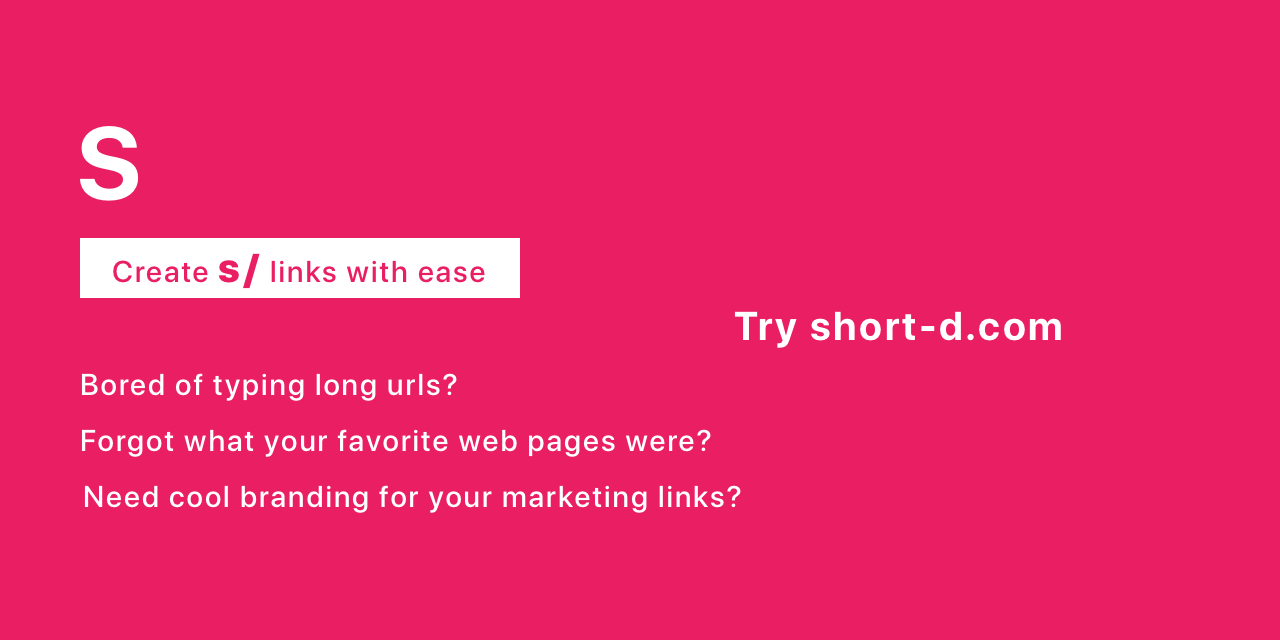 S
Create s/ links with ease
Try short-d.com
Bored of typing long urls?
Forgot what your favorite web pages were?
Need cool branding for your marketing links?